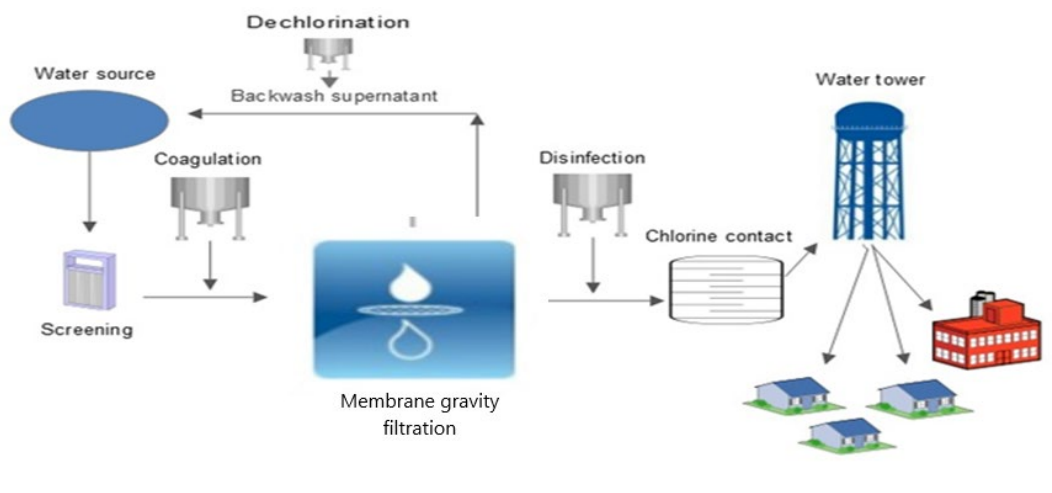 Dechlorination
Water source
Backwash supernatant
Water tower
Coagulation
Disinfection
Chlorine contact
Screening
Membrane gravity
filtration